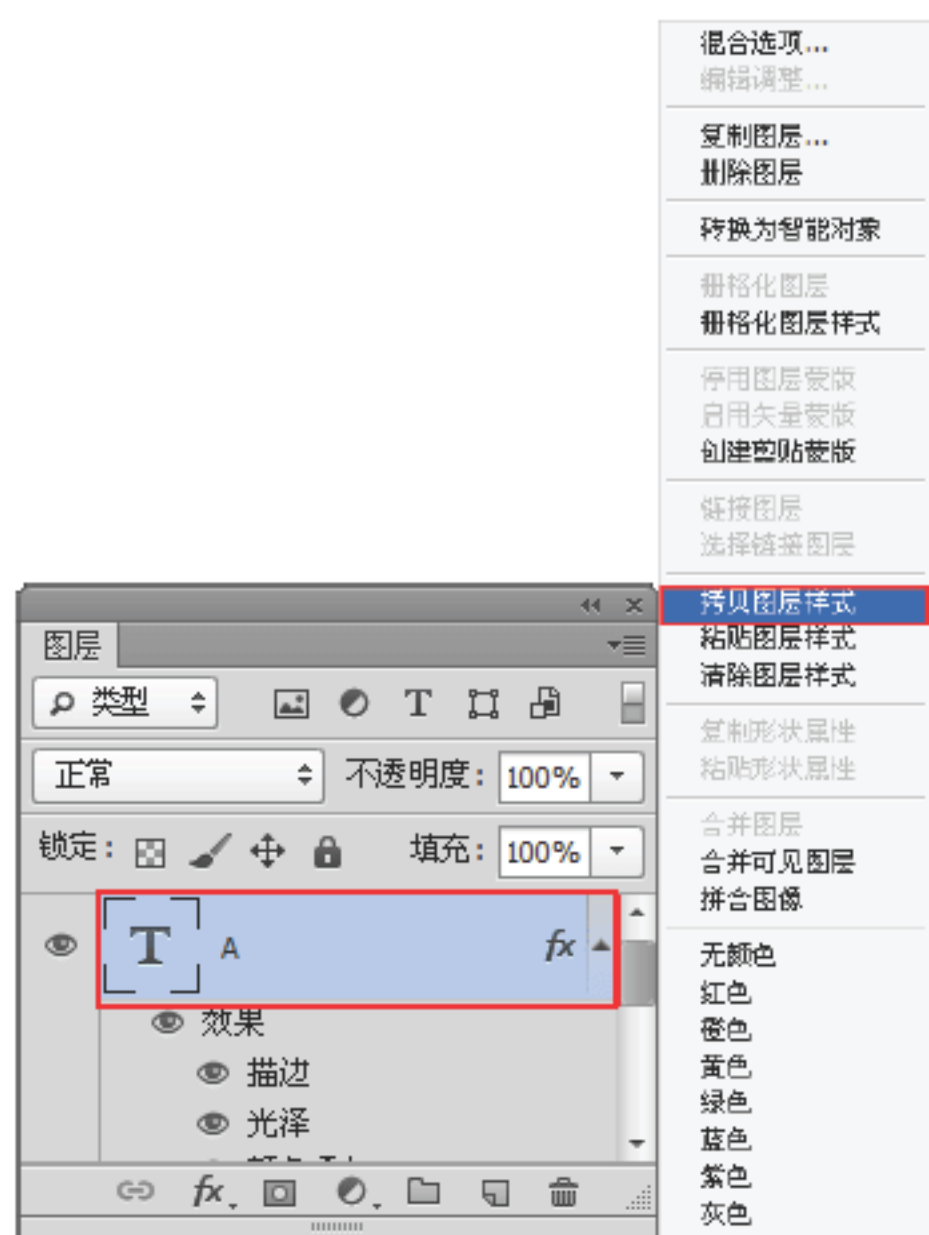 混合选项...
编辑调整...
复制图层...
删除图层
转换为智能对象
栅格化图层
栅格化图层样式
停用图层蒙版
启用矢量蒙版
创建剪贴蒙版
链接图层
选择链接图层
拷贝图层样式
粘贴图层样式
清除图层样式
复制形状属性
粘贴形状属性
合并图层
合并可见图层
拼合图像
无颜色
红色
橙色
黄色
绿色
蓝色
紫色
灰色
图层
类型
正常
不透明度: 100%
锁定:
填充: 100%
T A fx
效果
描边
光泽
fx